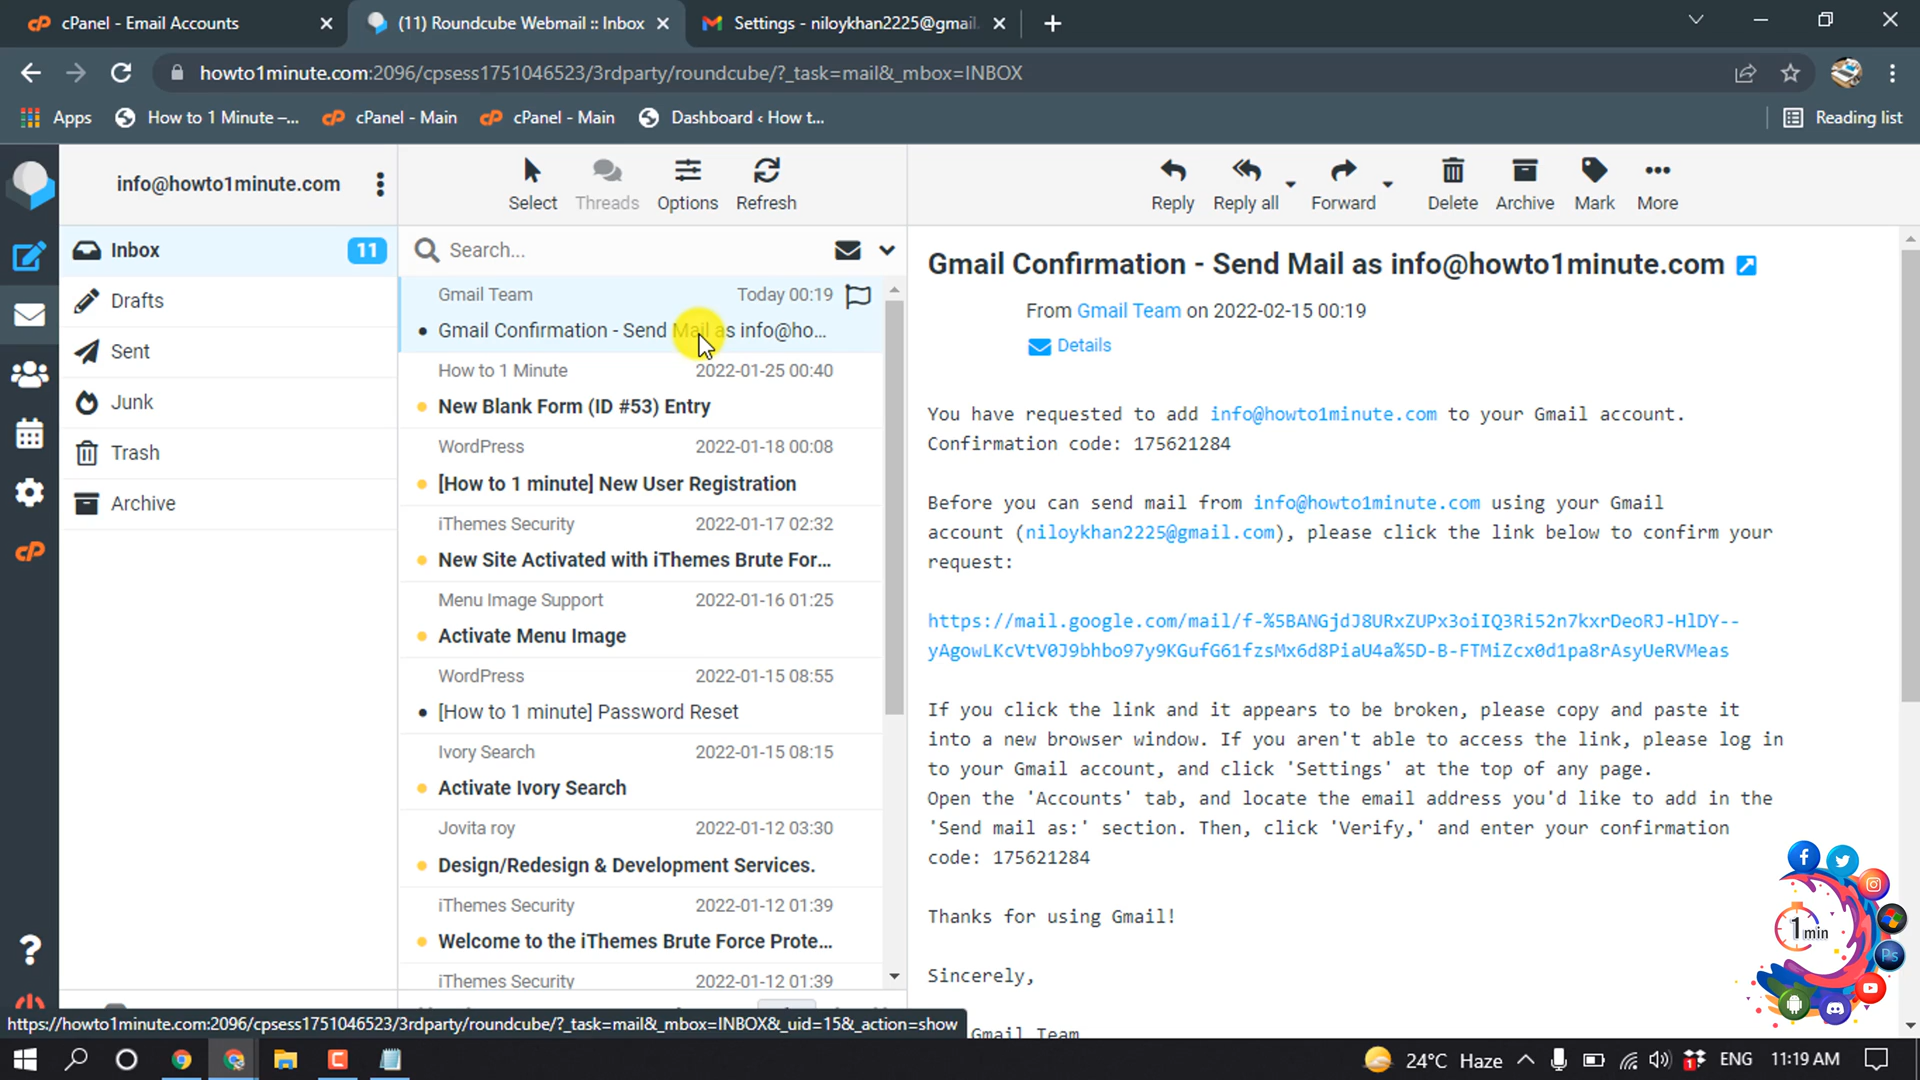 cPanel - Email Accounts
(11) Roundcube Webmail :: Inbox
Settings - niloykhan2225@gmail.
howto1minute.com:2096/cpsess1751046523/3rdparty/roundcube/?_task=mail&_mbox=INBOX
Apps
How to 1 Minute –...
cPanel - Main
cPanel - Main
Dashboard ‹ How t...
Reading list
info@howto1minute.com
Select
Threads
Options
Refresh
Reply
Reply all
Forward
Delete
Archive
Mark
More
Inbox
11
Drafts
Sent
Junk
Trash
Archive
Search...
Gmail Team
Today 00:19
Gmail Confirmation - Send Mail as info@ho...
How to 1 Minute
2022-01-25 00:40
New Blank Form (ID #53) Entry
WordPress
2022-01-18 00:08
[How to 1 minute] New User Registration
iThemes Security
2022-01-17 02:32
New Site Activated with iThemes Brute For...
Menu Image Support
2022-01-16 01:25
Activate Menu Image
WordPress
2022-01-15 08:55
[How to 1 minute] Password Reset
Ivory Search
2022-01-15 08:15
Activate Ivory Search
Jovita roy
2022-01-12 03:30
Design/Redesign & Development Services.
iThemes Security
2022-01-12 01:39
Welcome to the iThemes Brute Force Prote...
iThemes Security
2022-01-12 01:39
Gmail Confirmation - Send Mail as info@howto1minute.com
From Gmail Team on 2022-02-15 00:19
Details
You have requested to add info@howto1minute.com to your Gmail account.
Confirmation code: 175621284
Before you can send mail from info@howto1minute.com using your Gmail
account (niloykhan2225@gmail.com), please click the link below to confirm your
request:
https://mail.google.com/mail/f-%5BANGjdJ8URxZUPx3oiIQ3Ri52n7kxrDeoRJ-HlDY--
yAgowLKcVtV0J9bhbo97y9KGufG61fzsMx6d8PiaU4a%5D-B-FTMiZcx0d1pa8rAsyUeRVMeas
If you click the link and it appears to be broken, please copy and paste it
into a new browser window. If you aren't able to access the link, please log in
to your Gmail account, and click 'Settings' at the top of any page.
Open the 'Accounts' tab, and locate the email address you'd like to add in the
'Send mail as:' section. Then, click 'Verify,' and enter your confirmation
code: 175621284
Thanks for using Gmail!
Sincerely,
Gmail Team
1 min
Ps
https://howto1minute.com:2096/cpsess1751046523/3rdparty/roundcube/?_task=mail&_mbox=INBOX&_uid=15&_action=show
24°C Haze
ENG
11:19 AM